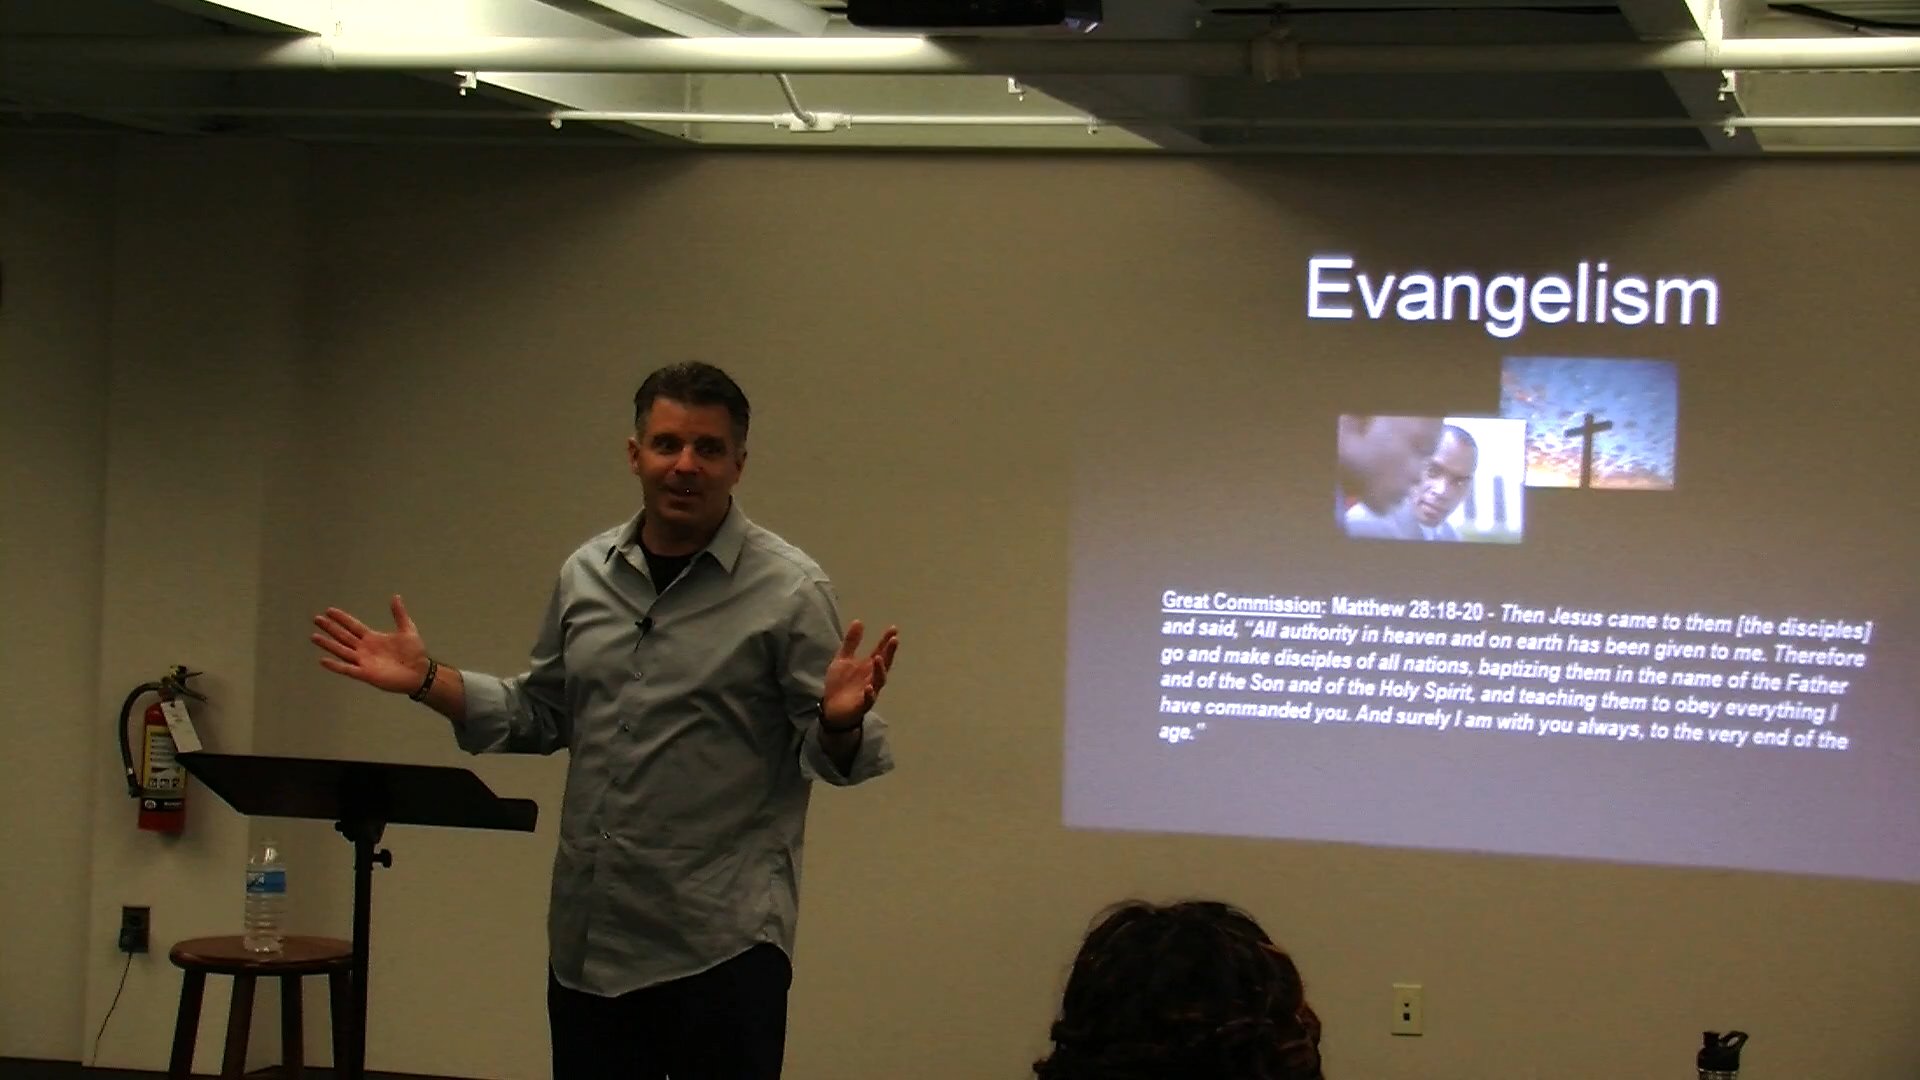 Evangelism
Great Commission: Matthew 28:18-20 - Then Jesus came to them [the disciples]
and said, “All authority in heaven and on earth has been given to me. Therefore
go and make disciples of all nations, baptizing them in the name of the Father
and of the Son and of the Holy Spirit, and teaching them to obey everything I
have commanded you. And surely I am with you always, to the very end of the
age.”